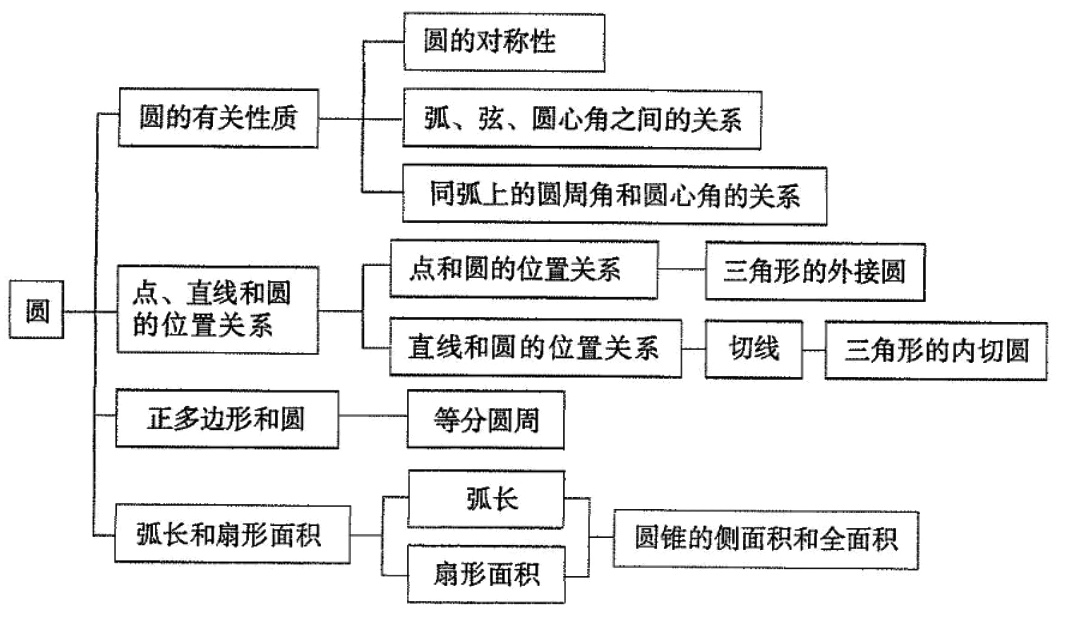 圆
圆的有关性质
圆的对称性
弧、弦、圆心角之间的关系
同弧上的圆周角和圆心角的关系
点、直线和圆
的位置关系
点和圆的位置关系
三角形的外接圆
直线和圆的位置关系
切线
三角形的内切圆
正多边形和圆
等分圆周
弧长和扇形面积
弧长
扇形面积
圆锥的侧面积和全面积